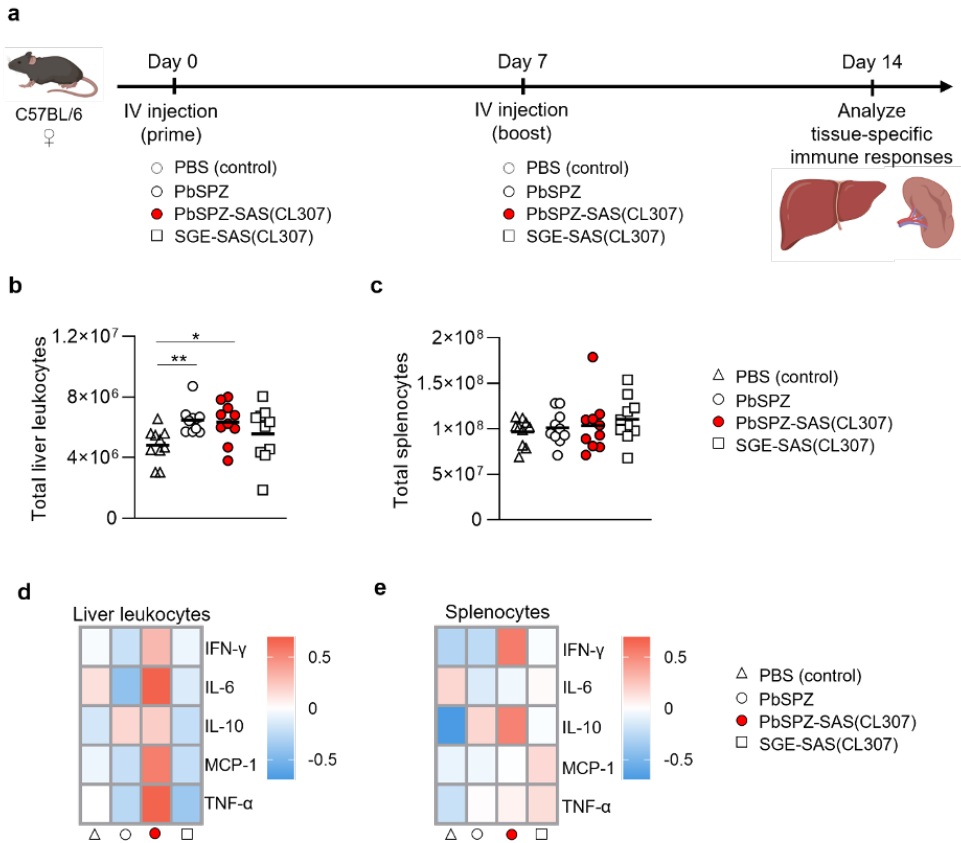 a
Day 0
Day 7
Day 14
C57BL/6
♀
IV injection
(prime)
IV injection
(boost)
Analyze
tissue-specific
immune responses
PBS (control)
PbSPZ
PbSPZ-SAS(CL307)
SGE-SAS(CL307)
PBS (control)
PbSPZ
PbSPZ-SAS(CL307)
SGE-SAS(CL307)
b
Total liver leukocytes
1.2×10⁷
8×10⁶
4×10⁶
0
*
**
c
Total splenocytes
2×10⁸
1.5×10⁸
1×10⁸
5×10⁷
0
PBS (control)
PbSPZ
PbSPZ-SAS(CL307)
SGE-SAS(CL307)
d
Liver leukocytes
IFN-γ
IL-6
IL-10
MCP-1
TNF-α
0.5
0
-0.5
e
Splenocytes
IFN-γ
IL-6
IL-10
MCP-1
TNF-α
0.5
0
-0.5
PBS (control)
PbSPZ
PbSPZ-SAS(CL307)
SGE-SAS(CL307)